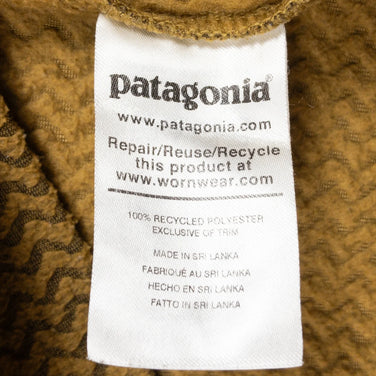 patagonia®
www.patagonia.com
Repair/Reuse/Recycle
this product at
www.wornwear.com
100% RECYCLED POLYESTER
EXCLUSIVE OF TRIM
MADE IN SRI LANKA
FABRIQUÉ AU SRI LANKA
HECHO EN SRI LANKA
FATTO IN SRI LANKA